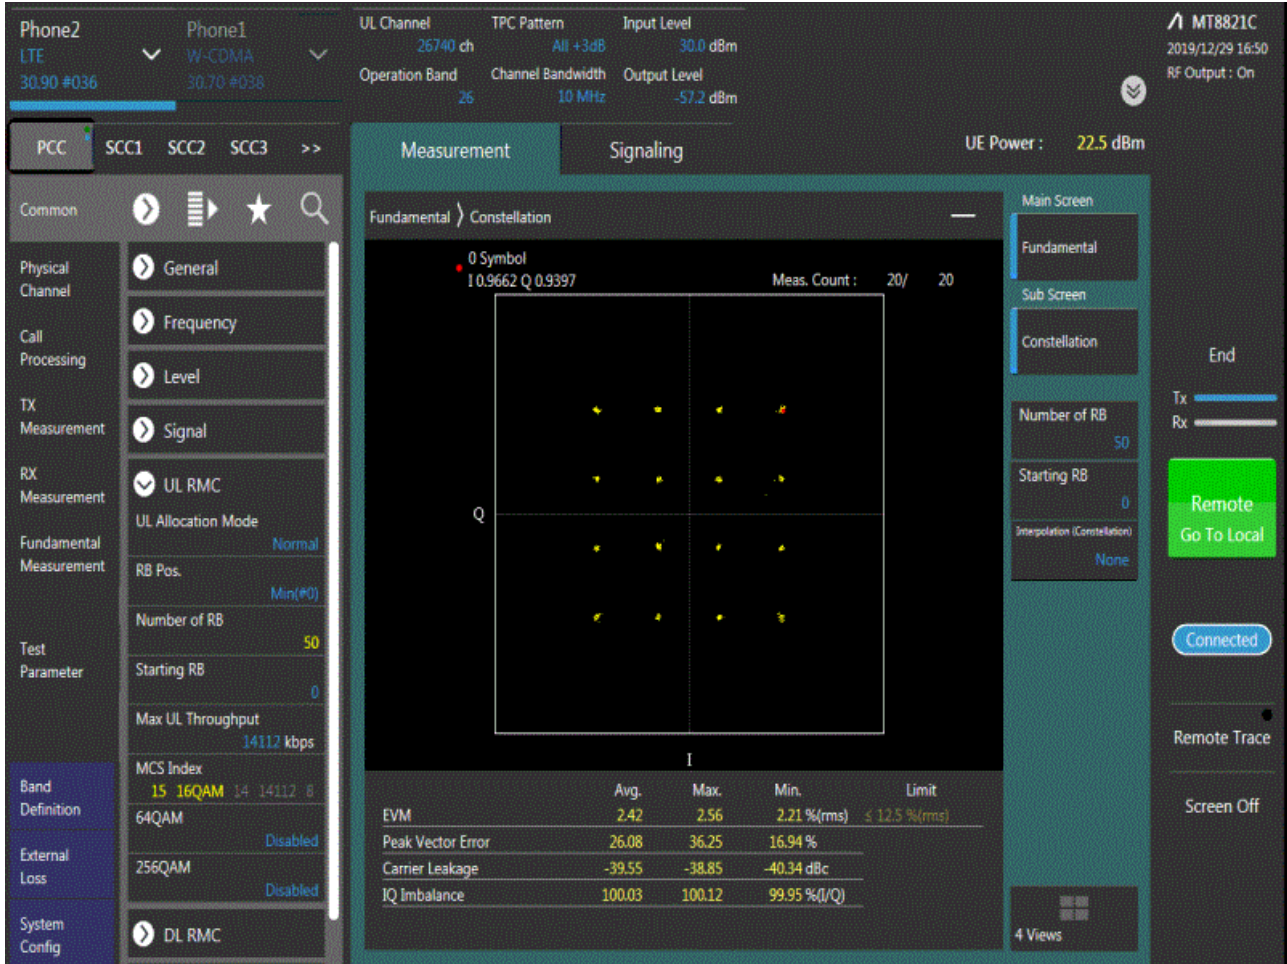 Phone2
LTE
30.90 #036
Phone1
W-CDMA
30.70 #038
UL Channel
26740 ch
Operation Band
26
TPC Pattern
All +3dB
Channel Bandwidth
10 MHz
Input Level
30.0 dBm
Output Level
-57.2 dBm
MT8821C
2019/12/29 16:50
RF Output : On
PCC SCC1 SCC2 SCC3 >>
Measurement
Signaling
UE Power : 22.5 dBm
Common
Physical
Channel
Call
Processing
TX
Measurement
RX
Measurement
Fundamental
Measurement
Test
Parameter
Band
Definition
External
Loss
System
Config
General
Frequency
Level
Signal
UL RMC
UL Allocation Mode
Normal
RB Pos.
Min(#0)
Number of RB
50
Starting RB
0
Max UL Throughput
14112 kbps
MCS Index
15 16QAM 14 14112 8
64QAM
Disabled
256QAM
Disabled
DL RMC
Fundamental 〉 Constellation
0 Symbol
I 0.9662 Q 0.9397
Meas. Count : 20/ 20
Q
I
Avg. Max. Min. Limit
EVM 2.42 2.56 2.21 %(rms) ≤ 12.5 %(rms)
Peak Vector Error 26.08 36.25 16.94 %
Carrier Leakage -39.55 -38.85 -40.34 dBc
IQ Imbalance 100.03 100.12 99.95 %(I/Q)
Main Screen
Fundamental
Sub Screen
Constellation
Number of RB
50
Starting RB
0
Interpolation (Constellation)
None
4 Views
End
Tx
Rx
Remote
Go To Local
Connected
Remote Trace
Screen Off